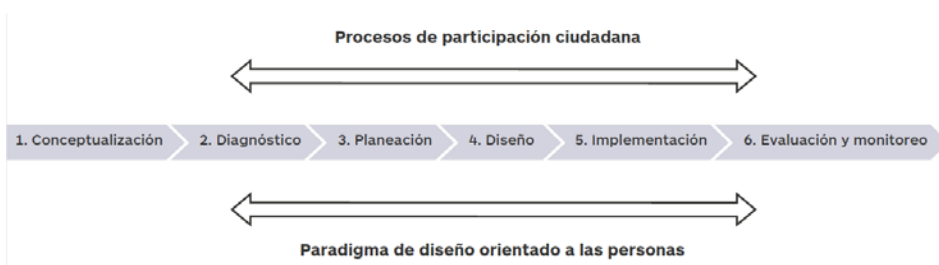 Procesos de participación ciudadana
1. Conceptualización 2. Diagnóstico 3. Planeación 4. Diseño 5. Implementación 6. Evaluación y monitoreo
Paradigma de diseño orientado a las personas